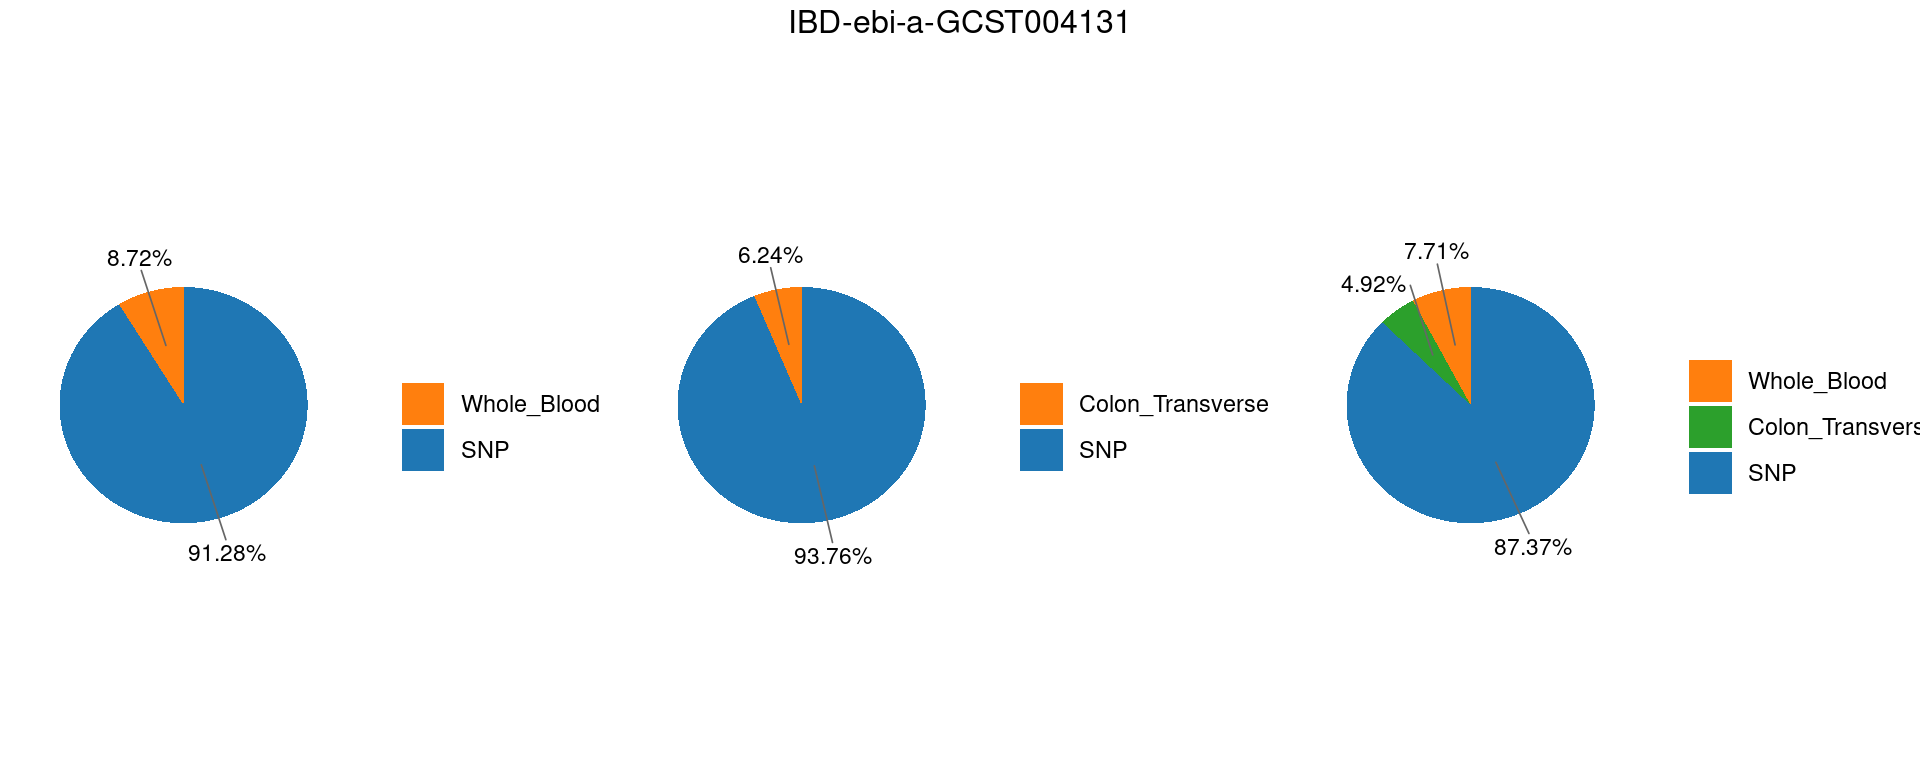 IBD-ebi-a-GCST004131
8.72%
91.28%
Whole_Blood
SNP
6.24%
93.76%
Colon_Transverse
SNP
7.71%
4.92%
87.37%
Whole_Blood
Colon_Transvers
SNP